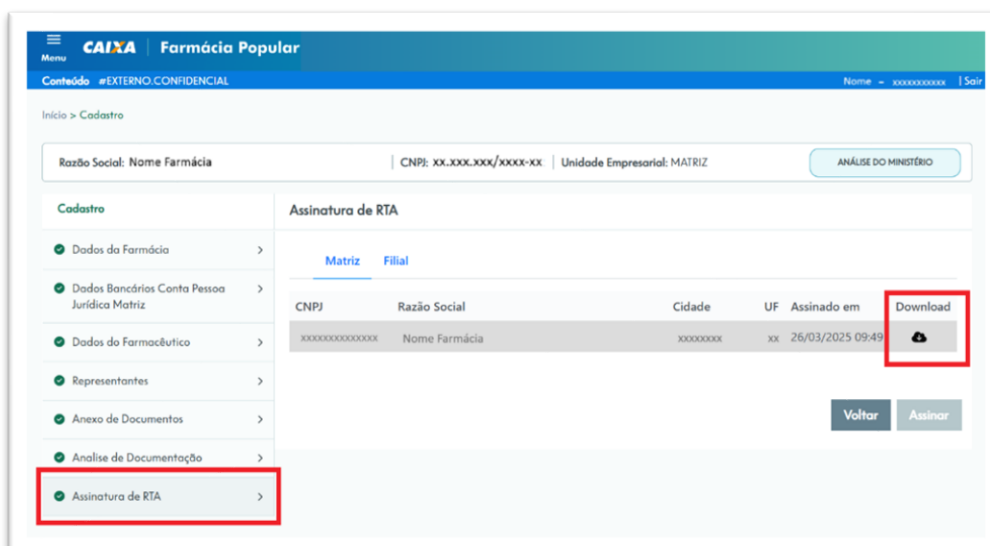 CAIXA | Farmácia Popular
Menu
Conteúdo #EXTERNO.CONFIDENCIAL
Nome - xxxxxxxxxxx | Sair
Início > Cadastro
Razão Social: Nome Farmácia | CNPJ: xx.xxx.xxx/xxxx-xx | Unidade Empresarial: MATRIZ
ANÁLISE DO MINISTÉRIO
Cadastro
Dados da Farmácia >
Dados Bancários Conta Pessoa
Jurídica Matriz >
Dados do Farmacêutico >
Representantes >
Anexo de Documentos >
Analise de Documentação >
Assinatura de RTA >
Assinatura de RTA
Matriz Filial
CNPJ Razão Social Cidade UF Assinado em Download
xxxxxxxxxxxxxx Nome Farmácia xxxxxxxx xx 26/03/2025 09:49
Voltar Assinar